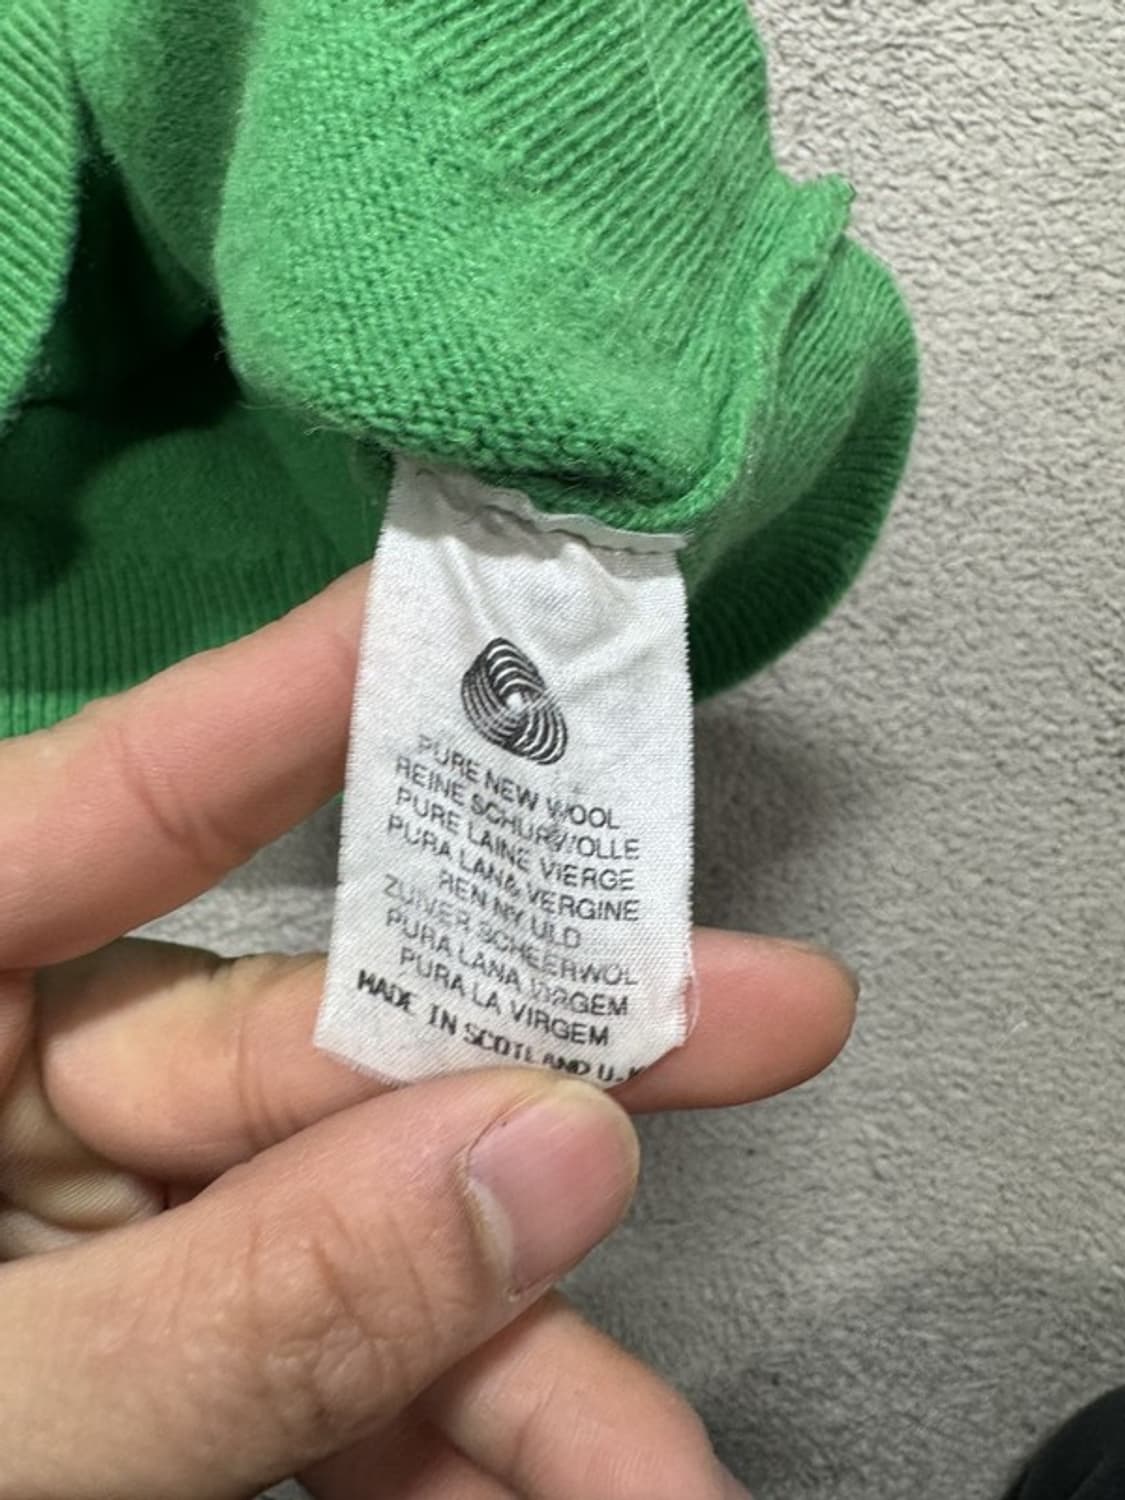 PURE NEW WOOL
REINE SCHURWOLLE
PURE LAINE VIERGE
PURA LANA VERGINE
REN NY ULD
ZUIVER SCHEERWOL
PURA LANA VIRGEM
PURA LA VIRGEM
MADE IN SCOTLAND U.K